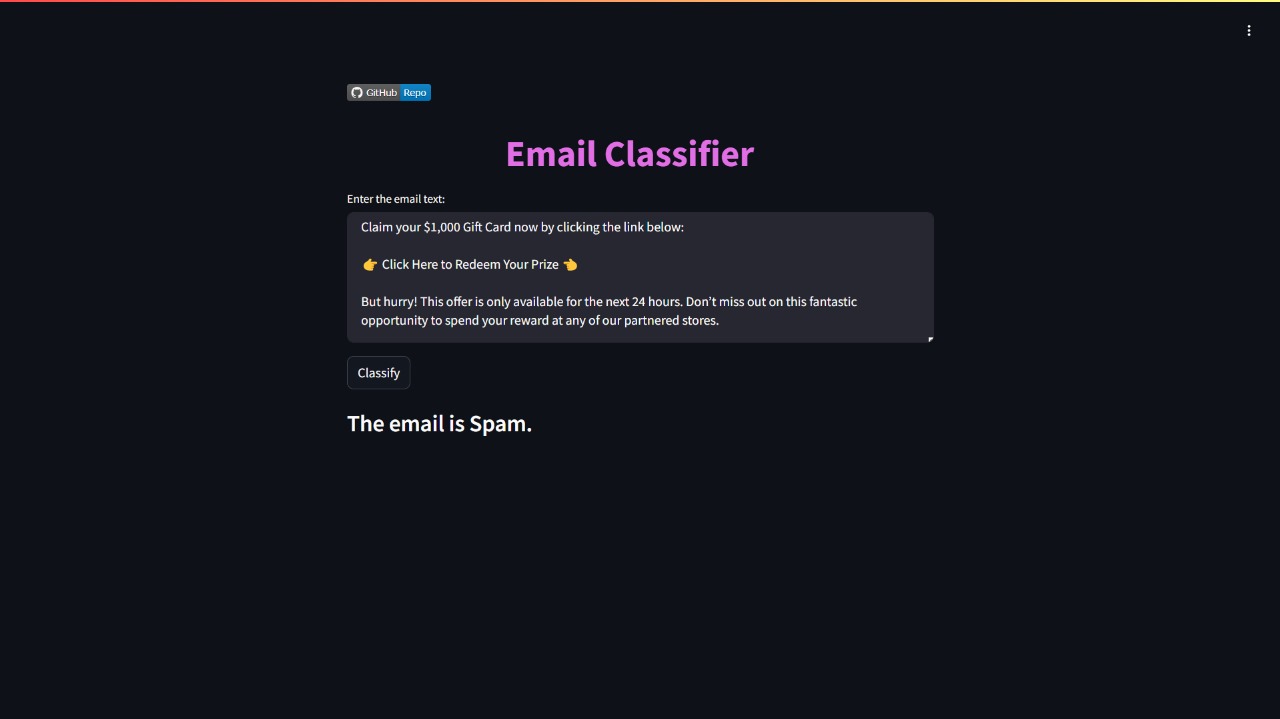 GitHub Repo
Email Classifier
Enter the email text:
Claim your $1,000 Gift Card now by clicking the link below:
👉 Click Here to Redeem Your Prize 👈
But hurry! This offer is only available for the next 24 hours. Don’t miss out on this fantastic
opportunity to spend your reward at any of our partnered stores.
Classify
The email is Spam.